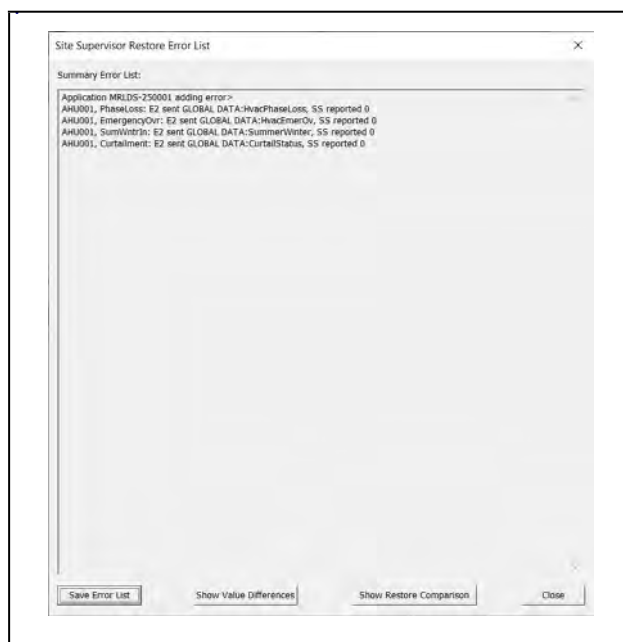 Site Supervisor Restore Error List
Summary Error List:
Application MRLDS-250001 adding error>
AHU001, PhaseLoss: E2 sent GLOBAL DATA:HvacPhaseLoss, SS reported 0
AHU001, EmergencyOvr: E2 sent GLOBAL DATA:HvacEmerOv, SS reported 0
AHU001, SumWntrIn: E2 sent GLOBAL DATA:SummerWinter, SS reported 0
AHU001, Curtailment: E2 sent GLOBAL DATA:CurtailStatus, SS reported 0
Save Error List Show Value Differences Show Restore Comparison Close